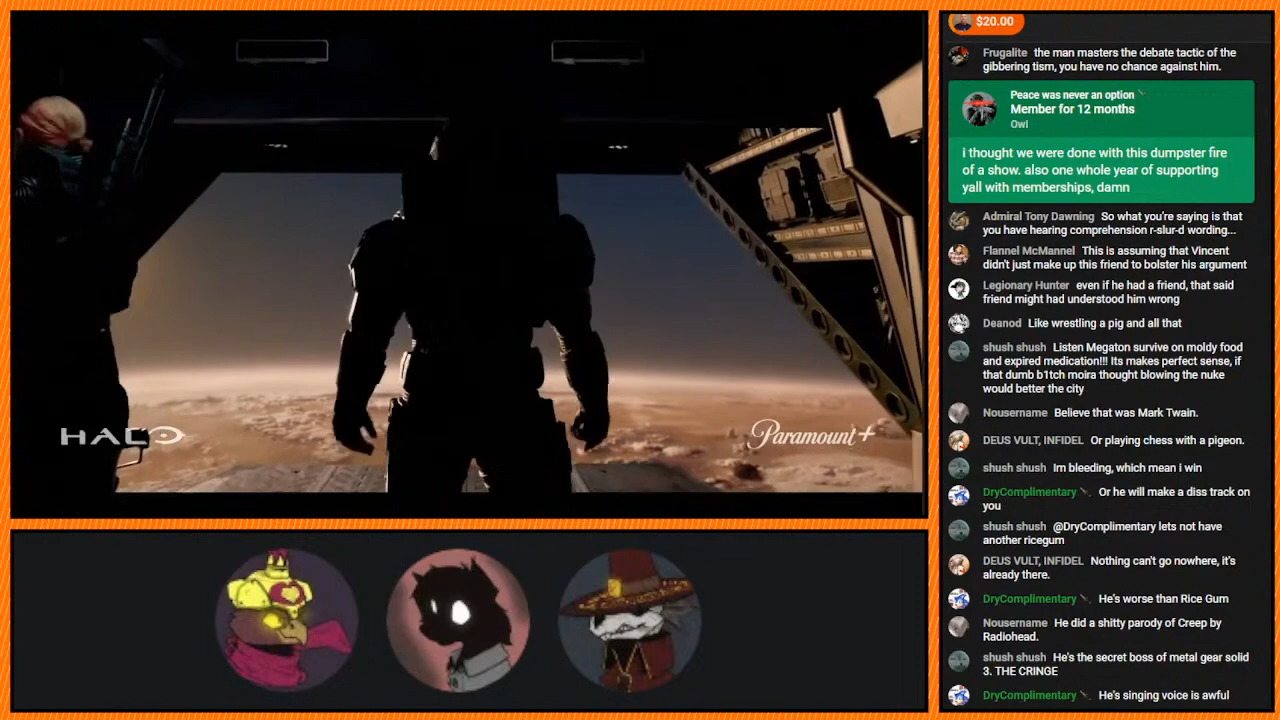 HALO
Paramount+
$20.00
Frugalite the man masters the debate tactic of the
gibbering tism, you have no chance against him.
Peace was never an option
Member for 12 months
Owl
i thought we were done with this dumpster fire
of a show. also one whole year of supporting
yall with memberships, damn
Admiral Tony Dawning So what you're saying is that
you have hearing comprehension r-slur-d wording...
Flannel McMannel This is assuming that Vincent
didn't just make up this friend to bolster his argument
Legionary Hunter even if he had a friend, that said
friend might had understood him wrong
Deanod Like wrestling a pig and all that
shush shush Listen Megaton survive on moldy food
and expired medication!!! Its makes perfect sense, if
that dumb b1tch moira thought blowing the nuke
would better the city
Nousername Believe that was Mark Twain.
DEUS VULT, INFIDEL Or playing chess with a pigeon.
shush shush Im bleeding, which mean i win
DryComplimentary Or he will make a diss track on
you
shush shush @DryComplimentary lets not have
another ricegum
DEUS VULT, INFIDEL Nothing can't go nowhere, it's
already there.
DryComplimentary He's worse than Rice Gum
Nousername He did a shitty parody of Creep by
Radiohead.
shush shush He's the secret boss of metal gear solid
3. THE CRINGE
DryComplimentary He's singing voice is awful